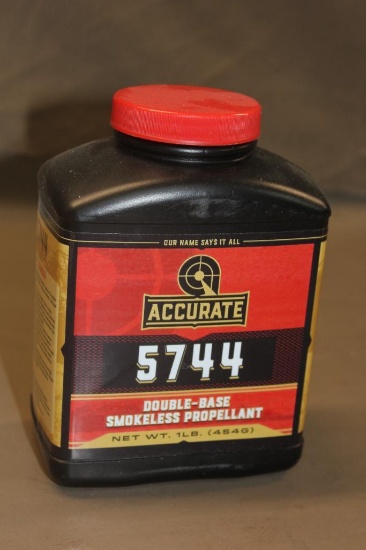 OUR NAME SAYS IT ALL
ACCURATE
5744
DOUBLE-BASE
SMOKELESS PROPELLANT
NET WT. 1LB. (454G)